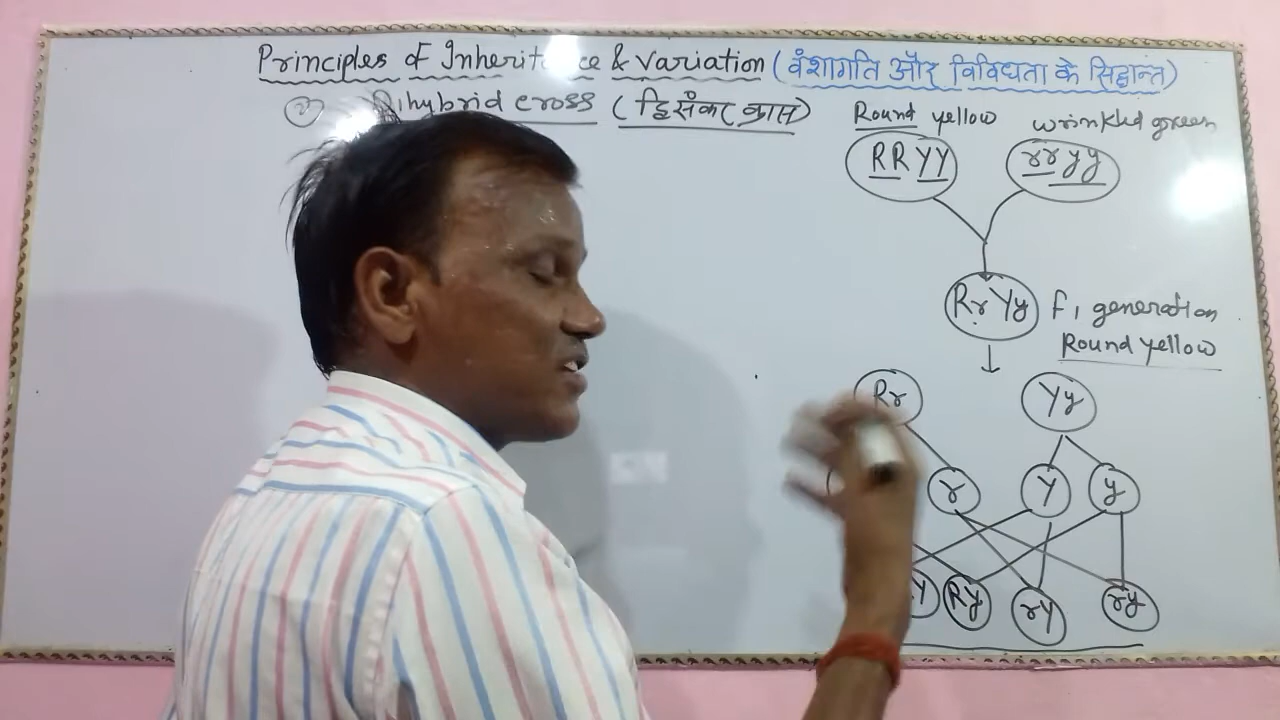 Principles of Inheritance & Variation (वंशागति और विविधता के सिद्धान्त)
Dihybrid cross (द्विसंकर क्रास)
Round yellow wrinkled green
RRYY rryy
RrYy F1 generation
Round yellow
Rr Yy
r Y y
Y Ry rY ry